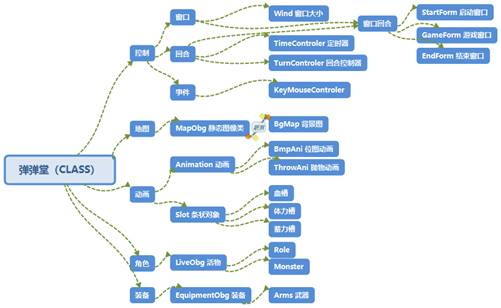 弹弹堂（CLASS）
控制
窗口
Wind 窗口大小
窗口回合
StartForm 启动窗口
GameForm 游戏窗口
EndForm 结束窗口
回合
TimeControler 定时器
TurnControler 回合控制器
事件
KeyMouseControler
地图
MapObg 静态图像类
BgMap 背景图
动画
Animation 动画
BmpAni 位图动画
ThrowAni 抛物动画
Slot 条状对象
血槽
体力槽
蓄力槽
角色
LiveObg 活物
Role
Monster
装备
EquipmentObg 装备
Arms 武器